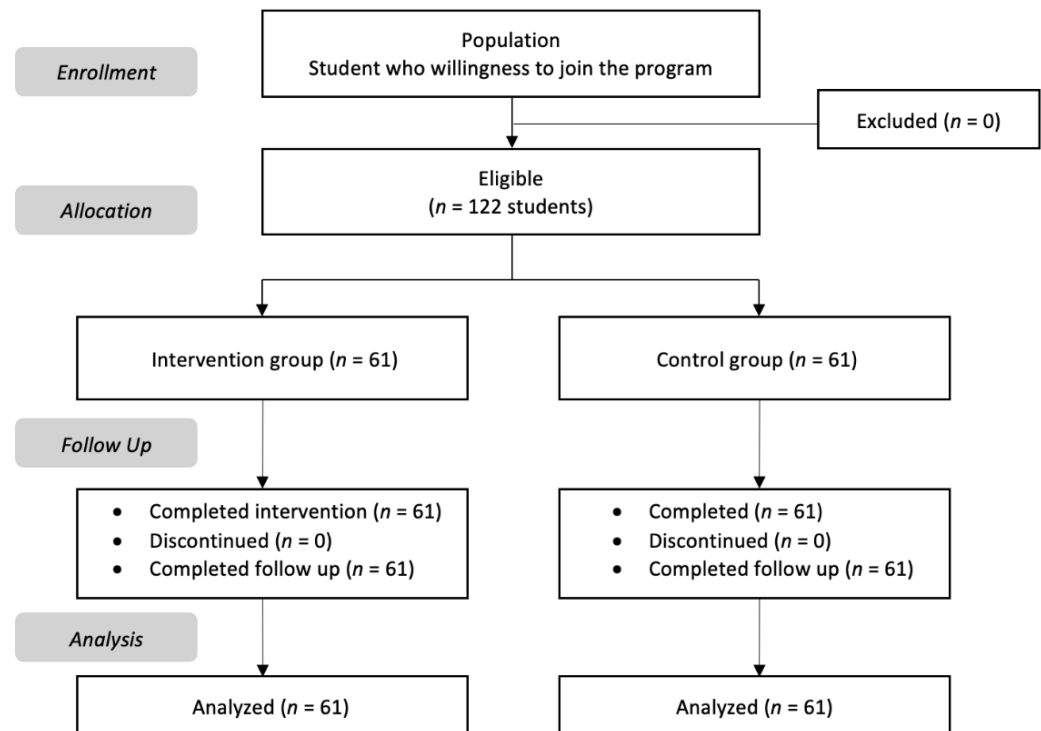 Enrollment
Population
Student who willingness to join the program
Excluded (n = 0)
Allocation
Eligible
(n = 122 students)
Intervention group (n = 61)
Control group (n = 61)
Follow Up
• Completed intervention (n = 61)
• Discontinued (n = 0)
• Completed follow up (n = 61)
• Completed (n = 61)
• Discontinued (n = 0)
• Completed follow up (n = 61)
Analysis
Analyzed (n = 61)
Analyzed (n = 61)